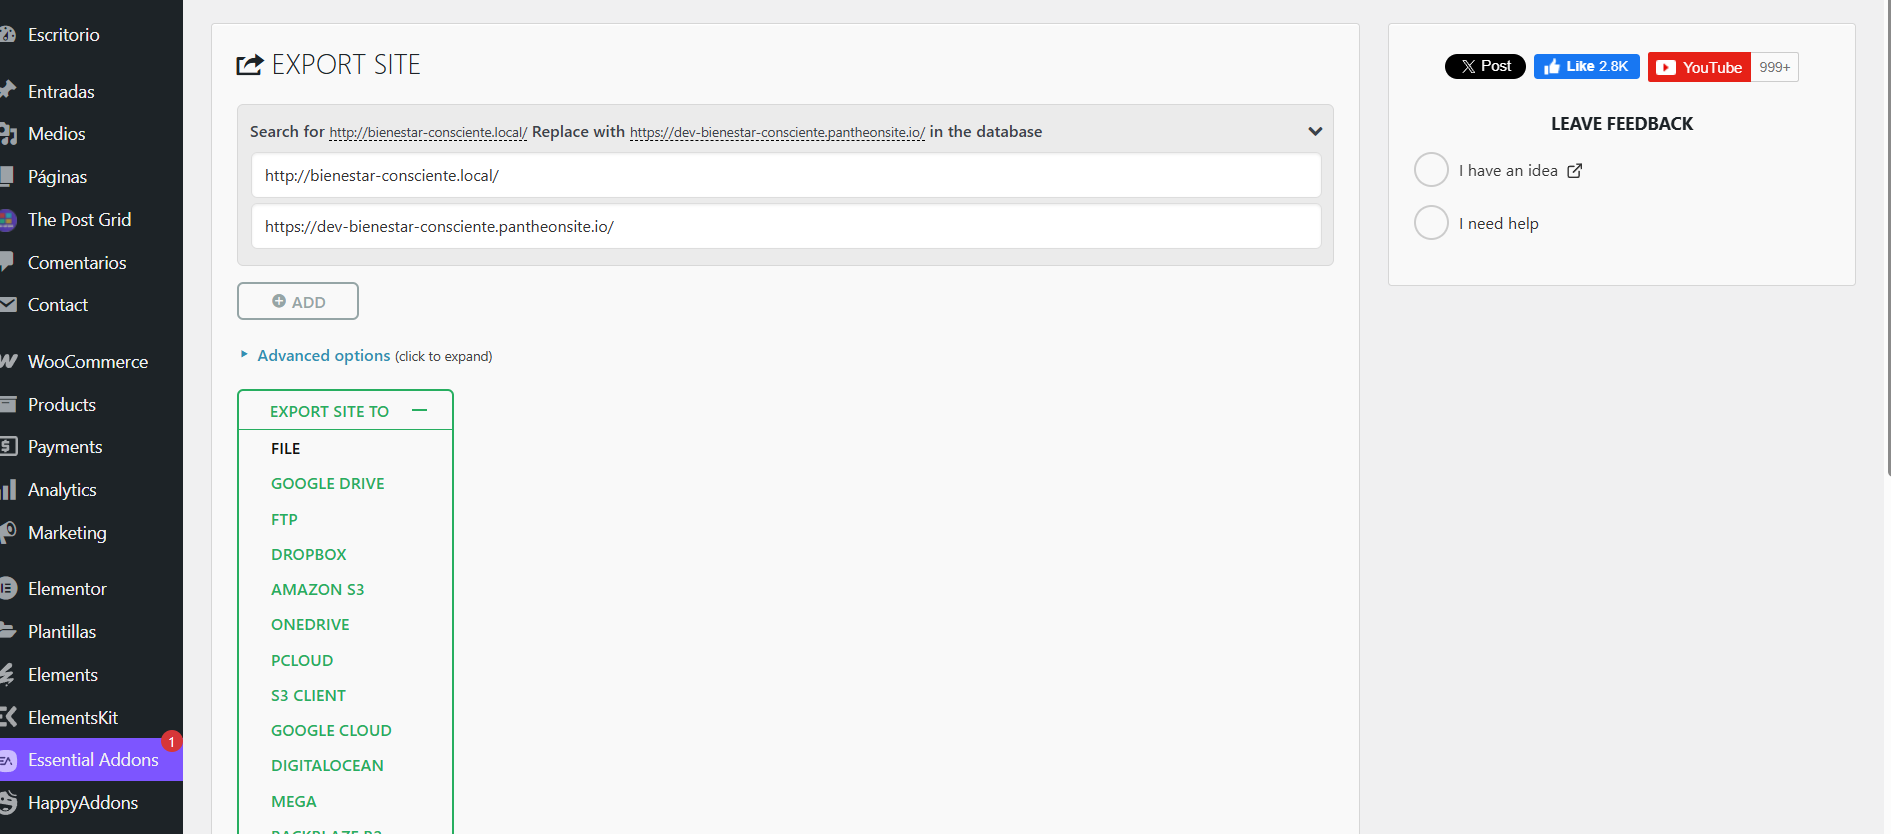 Escritorio
Entradas
Medios
Páginas
The Post Grid
Comentarios
Contact
WooCommerce
Products
Payments
Analytics
Marketing
Elementor
Plantillas
Elements
ElementsKit
Essential Addons 1
HappyAddons
EXPORT SITE
Search for http://bienestar-consciente.local/ Replace with https://dev-bienestar-consciente.pantheonsite.io/ in the database
http://bienestar-consciente.local/
https://dev-bienestar-consciente.pantheonsite.io/
ADD
Advanced options (click to expand)
EXPORT SITE TO
FILE
GOOGLE DRIVE
FTP
DROPBOX
AMAZON S3
ONEDRIVE
PCLOUD
S3 CLIENT
GOOGLE CLOUD
DIGITALOCEAN
MEGA
X Post Like 2.8K YouTube 999+
LEAVE FEEDBACK
I have an idea
I need help